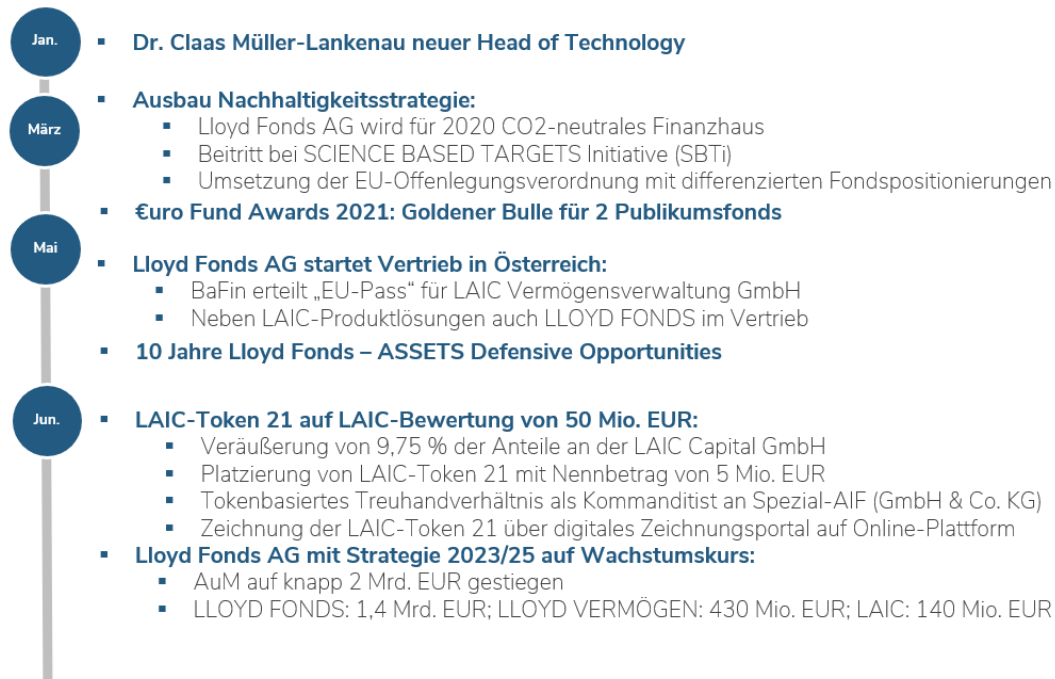 Jan.
▪ Dr. Claas Müller-Lankenau neuer Head of Technology
März
▪ Ausbau Nachhaltigkeitsstrategie:
▪ Lloyd Fonds AG wird für 2020 CO2-neutrales Finanzhaus
▪ Beitritt bei SCIENCE BASED TARGETS Initiative (SBTi)
▪ Umsetzung der EU-Offenlegungsverordnung mit differenzierten Fondspositionierungen
▪ €uro Fund Awards 2021: Goldener Bulle für 2 Publikumsfonds
Mai
▪ Lloyd Fonds AG startet Vertrieb in Österreich:
▪ BaFin erteilt „EU-Pass“ für LAIC Vermögensverwaltung GmbH
▪ Neben LAIC-Produktlösungen auch LLOYD FONDS im Vertrieb
▪ 10 Jahre Lloyd Fonds – ASSETS Defensive Opportunities
Jun.
▪ LAIC-Token 21 auf LAIC-Bewertung von 50 Mio. EUR:
▪ Veräußerung von 9,75 % der Anteile an der LAIC Capital GmbH
▪ Platzierung von LAIC-Token 21 mit Nennbetrag von 5 Mio. EUR
▪ Tokenbasiertes Treuhandverhältnis als Kommanditist an Spezial-AIF (GmbH & Co. KG)
▪ Zeichnung der LAIC-Token 21 über digitales Zeichnungsportal auf Online-Plattform
▪ Lloyd Fonds AG mit Strategie 2023/25 auf Wachstumskurs:
▪ AuM auf knapp 2 Mrd. EUR gestiegen
▪ LLOYD FONDS: 1,4 Mrd. EUR; LLOYD VERMÖGEN: 430 Mio. EUR; LAIC: 140 Mio. EUR